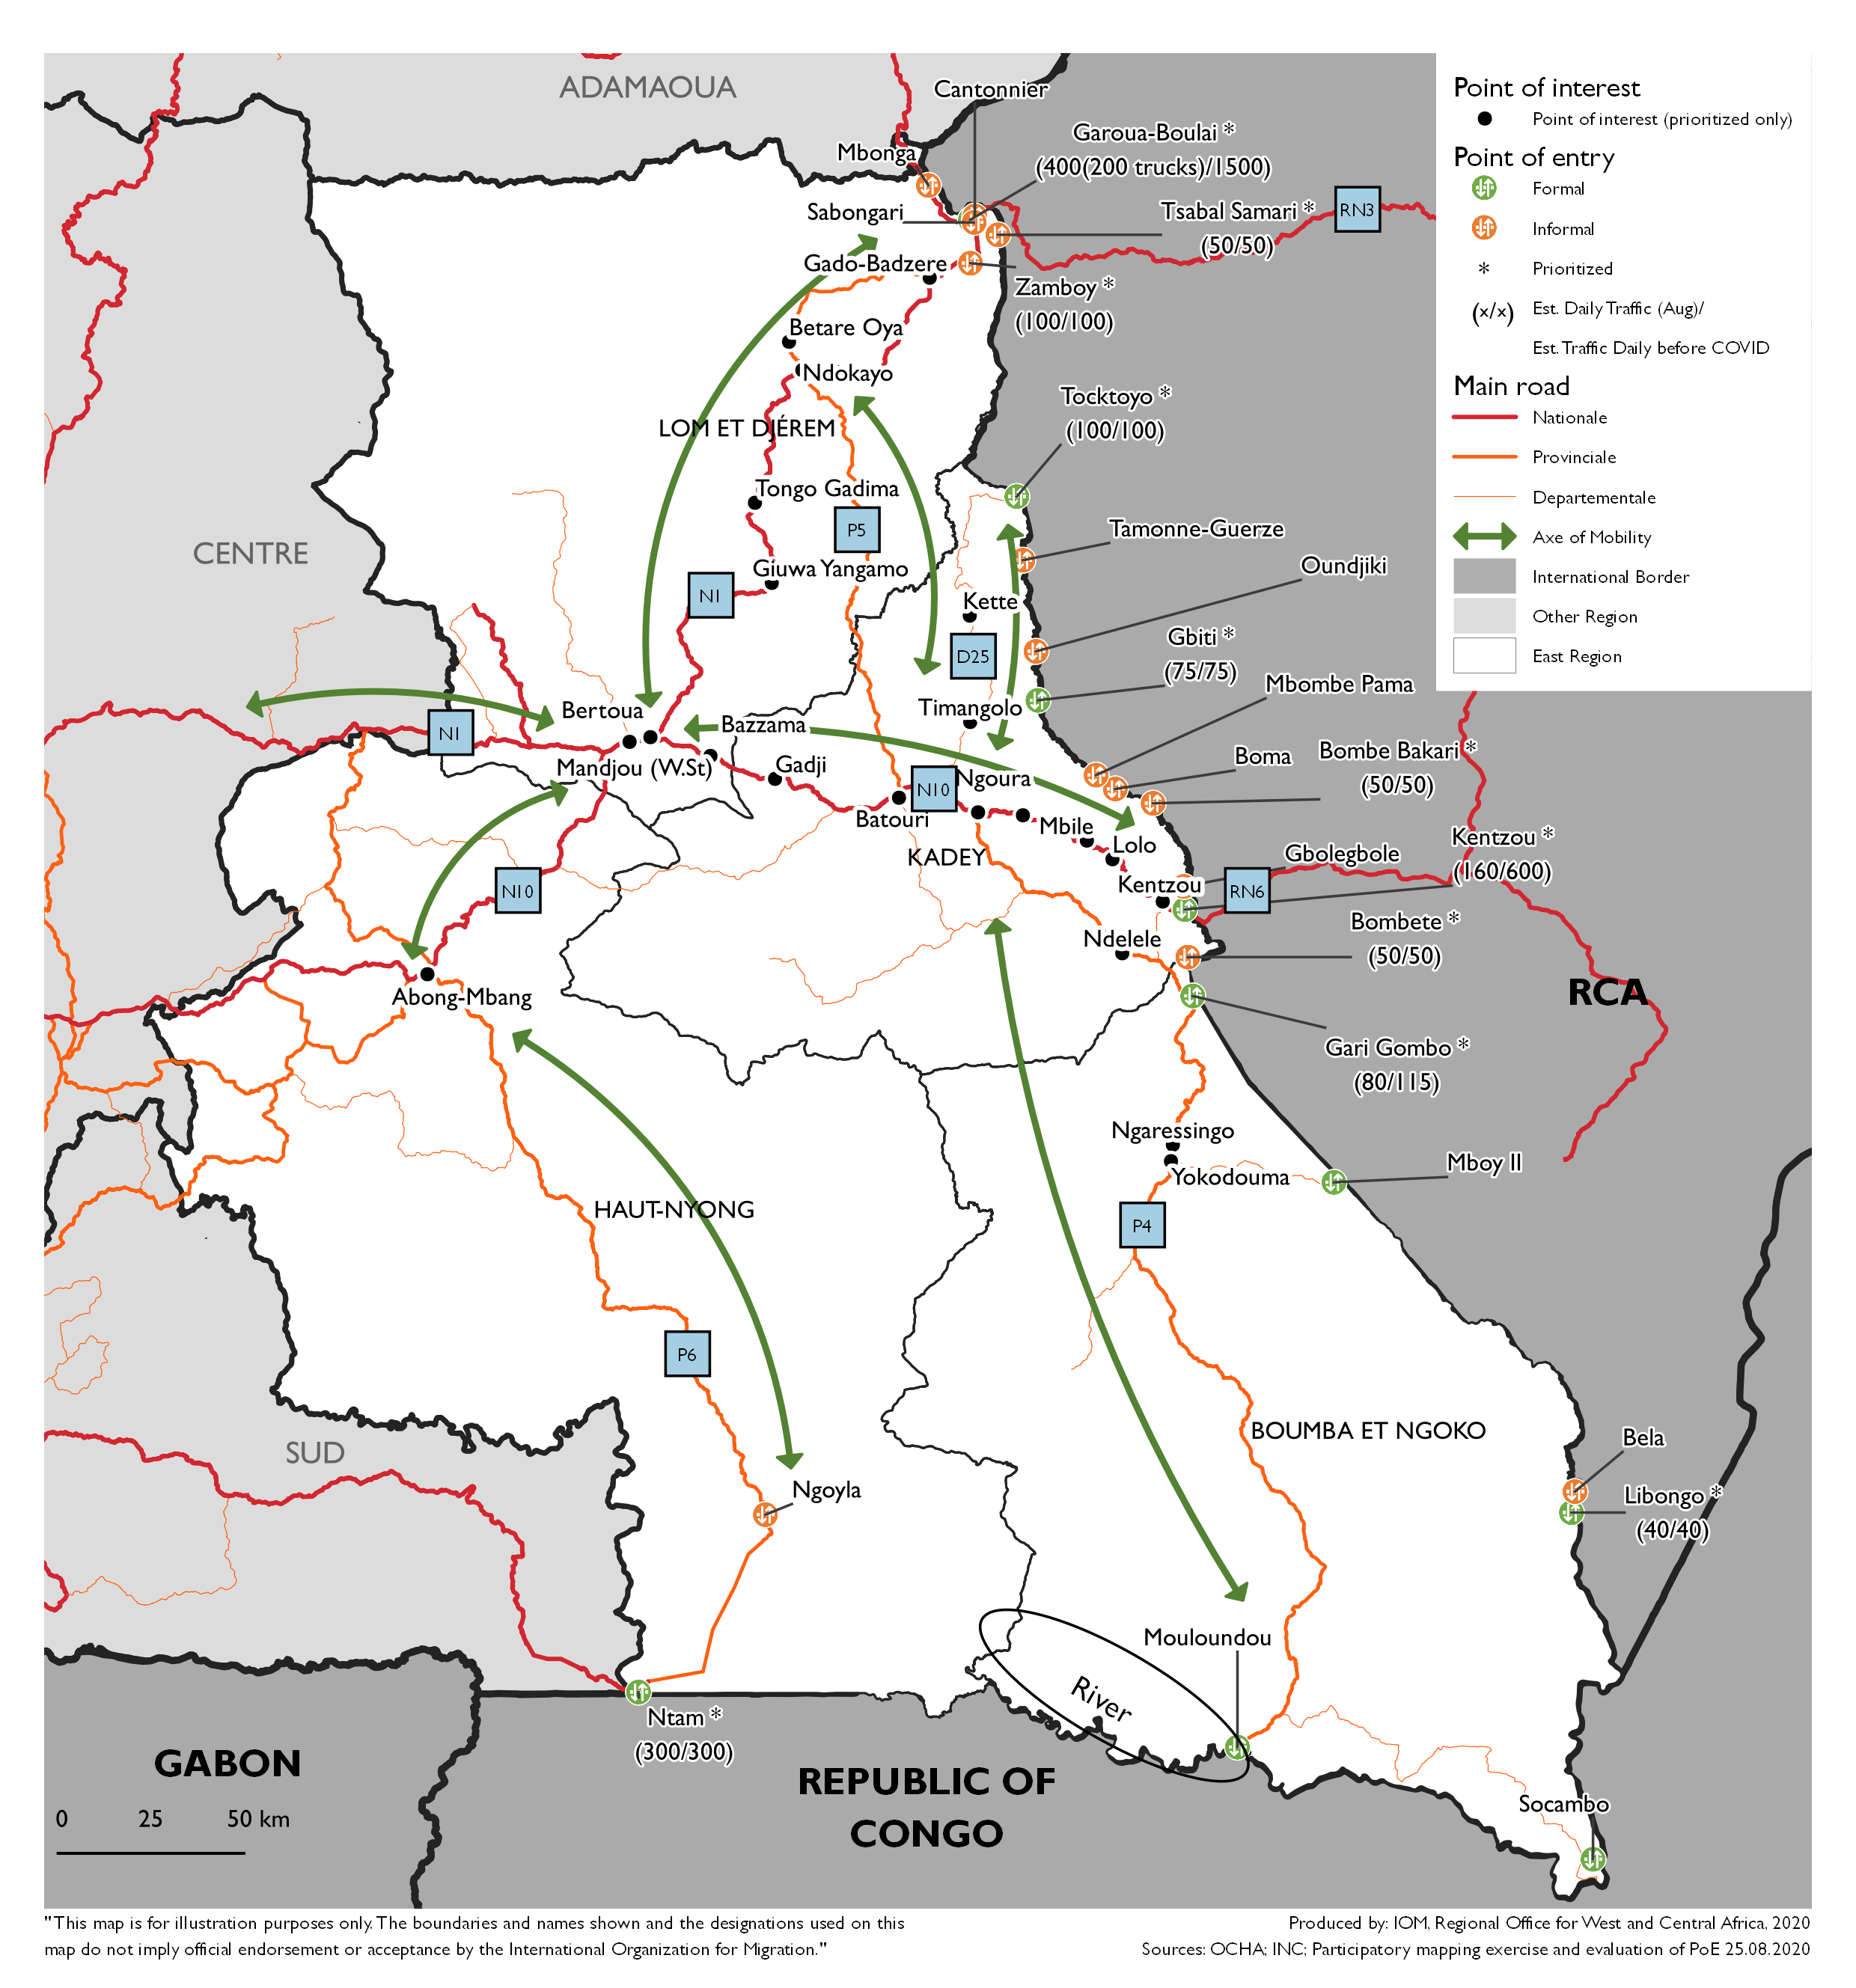 ADAMAOUA
Cantonnier
Garoua-Boulai *
(400(200 trucks)/1500)
Mbonga
Sabongari
Tsabal Samari *
(50/50)
RN3
Gado-Badzere
Zamboy *
(100/100)
Betare Oya
Ndokayo
Tocktoyo *
(100/100)
LOM ET DJÉREM
Tongo Gadima
P5
Tamonne-Guerze
CENTRE
Giuwa Yangamo
Oundjiki
N1
Kette
D25
Gbiti *
(75/75)
Mbombe Pama
Timangolo
Bertoua
Bazzama
N1
Boma
Bombe Bakari *
(50/50)
Mandjou (W.St)
Gadji
Ngoura
N10
Batouri
Mbile
Lolo
KADEY
Kentzou *
(160/600)
Gbolegbole
Kentzou
RN6
N10
Bombete *
(50/50)
Ndelele
Abong-Mbang
RCA
Gari Gombo *
(80/115)
Ngaressingo
Yokodouma
Mboy II
HAUT-NYONG
P4
P6
BOUMBA ET NGOKO
SUD
Bela
Ngoyla
Libongo *
(40/40)
Mouloundou
River
Ntam *
(300/300)
GABON
REPUBLIC OF
CONGO
Socambo
0 25 50 km
Point of interest
Point of interest (prioritized only)
Point of entry
Formal
Informal
* Prioritized
(×/×) Est. Daily Traffic (Aug)/
Est. Traffic Daily before COVID
Main road
Nationale
Provinciale
Departementale
Axe of Mobility
International Border
Other Region
East Region
"This map is for illustration purposes only. The boundaries and names shown and the designations used on this
map do not imply official endorsement or acceptance by the International Organization for Migration."
Produced by: IOM, Regional Office for West and Central Africa, 2020
Sources: OCHA; INC; Participatory mapping exercise and evaluation of PoE 25.08.2020